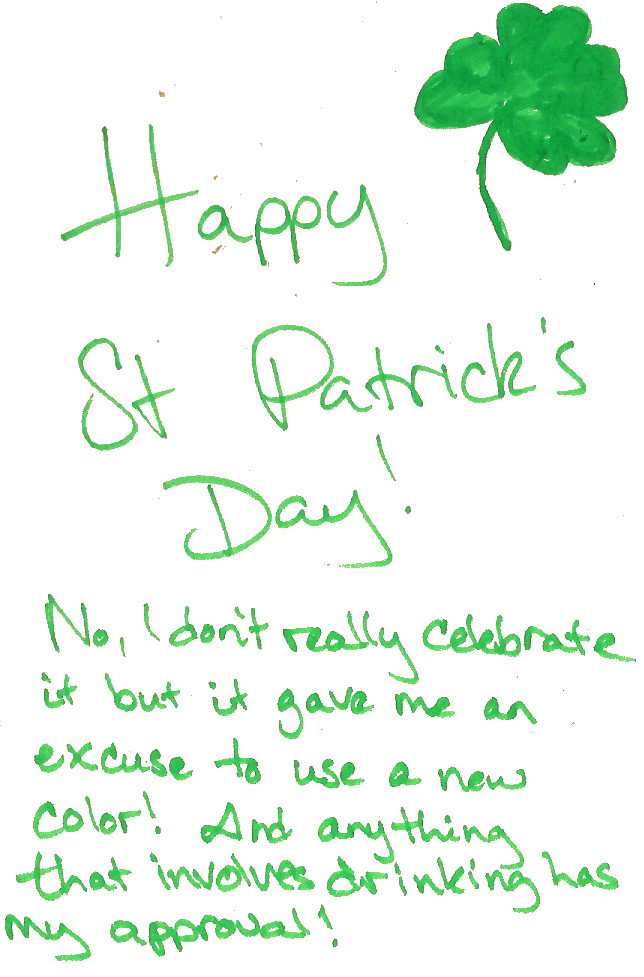 Happy
St Patrick's
Day!
No, I don't really celebrate
it but it gave me an
excuse to use a new
color! And anything
that involves drinking has
my approval!